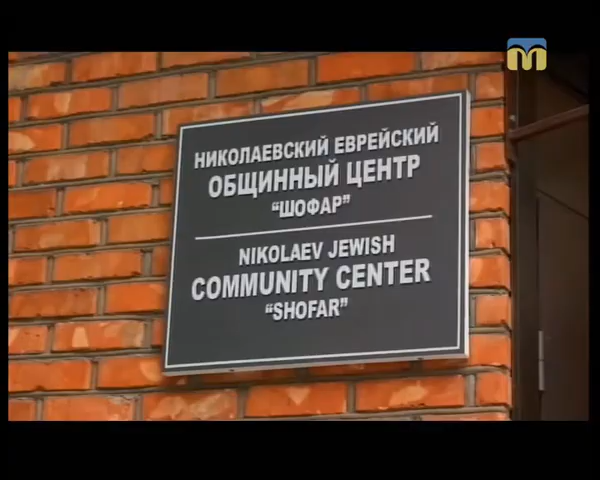 НИКОЛАЕВСКИЙ ЕВРЕЙСКИЙ
ОБЩИННЫЙ ЦЕНТР
“ШОФАР”
NIKOLAEV JEWISH
COMMUNITY CENTER
“SHOFAR”